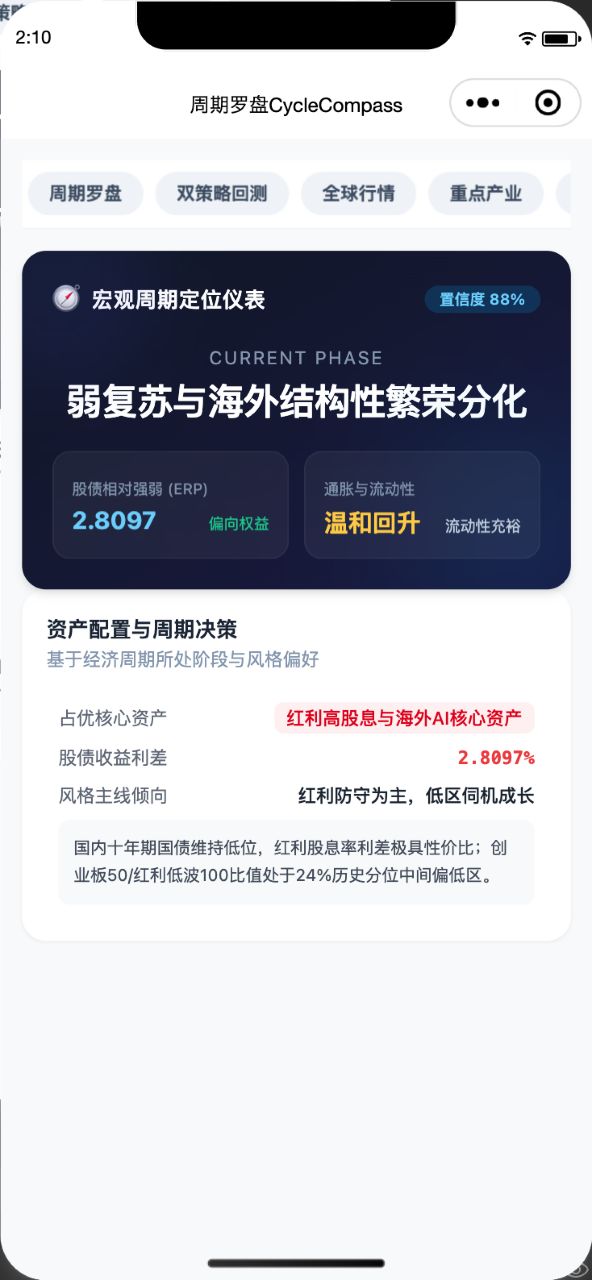 2:10
周期罗盘CycleCompass
周期罗盘
双策略回测
全球行情
重点产业
宏观周期定位仪表
置信度 88%
CURRENT PHASE
弱复苏与海外结构性繁荣分化
股债相对强弱 (ERP)
2.8097
偏向权益
通胀与流动性
温和回升
流动性充裕
资产配置与周期决策
基于经济周期所处阶段与风格偏好
占优核心资产
红利高股息与海外AI核心资产
股债收益利差
2.8097%
风格主线倾向
红利防守为主，低区伺机成长
国内十年期国债维持低位，红利股息率利差极具性价比；创
业板50/红利低波100比值处于24%历史分位中间偏低区。